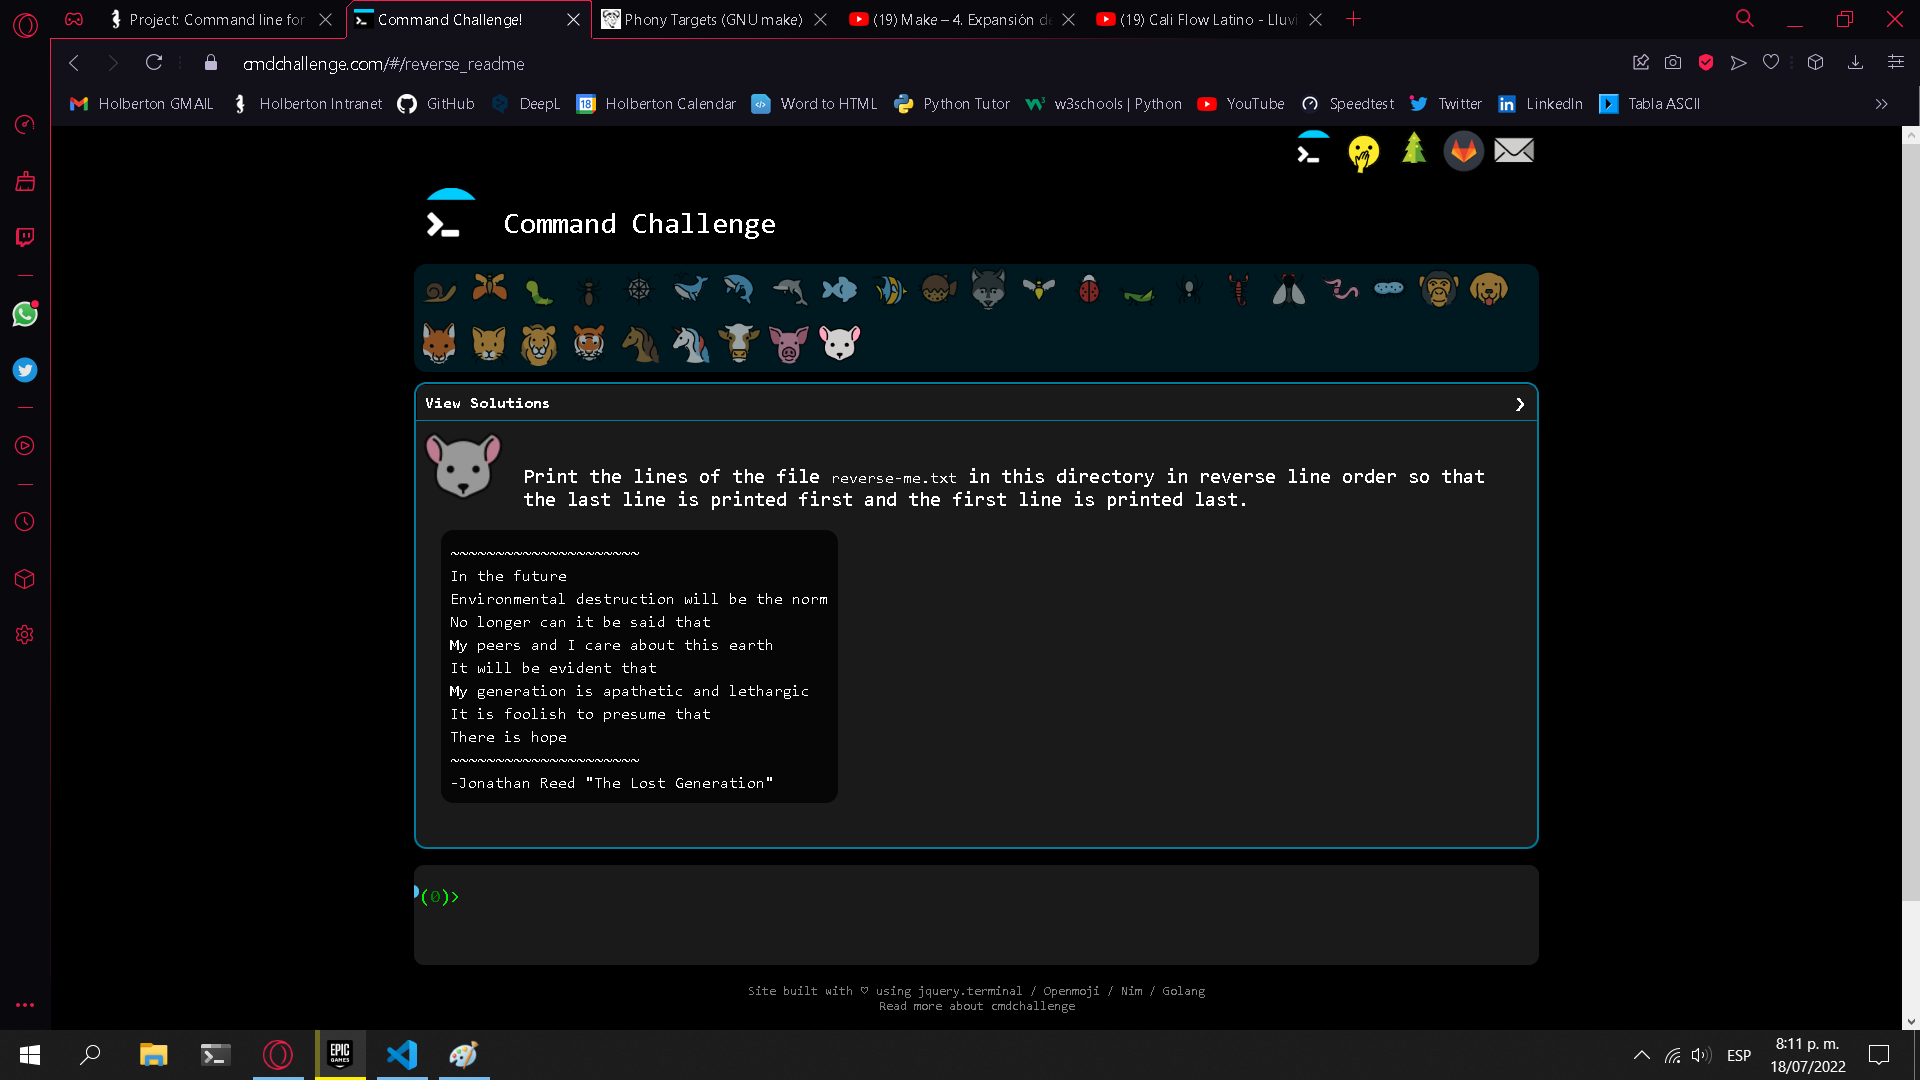 Project: Command line for
Command Challenge!
Phony Targets (GNU make)
(19) Make – 4. Expansión de
(19) Cali Flow Latino - Lluvi
cmdchallenge.com/#/reverse_readme
Holberton GMAIL
Holberton Intranet
GitHub
DeepL
18
Holberton Calendar
Word to HTML
Python Tutor
w3schools | Python
YouTube
Speedtest
Twitter
LinkedIn
Tabla ASCII
Command Challenge
View Solutions
Print the lines of the file reverse-me.txt in this directory in reverse line order so that
the last line is printed first and the first line is printed last.
~~~~~~~~~~~~~~~~~~~~~
In the future
Environmental destruction will be the norm
No longer can it be said that
My peers and I care about this earth
It will be evident that
My generation is apathetic and lethargic
It is foolish to presume that
There is hope
~~~~~~~~~~~~~~~~~~~~~
-Jonathan Reed "The Lost Generation"
(0)>
Site built with ♡ using jquery.terminal / Openmoji / Nim / Golang
Read more about cmdchallenge
EPIC
GAMES
ESP
8:11 p. m.
18/07/2022